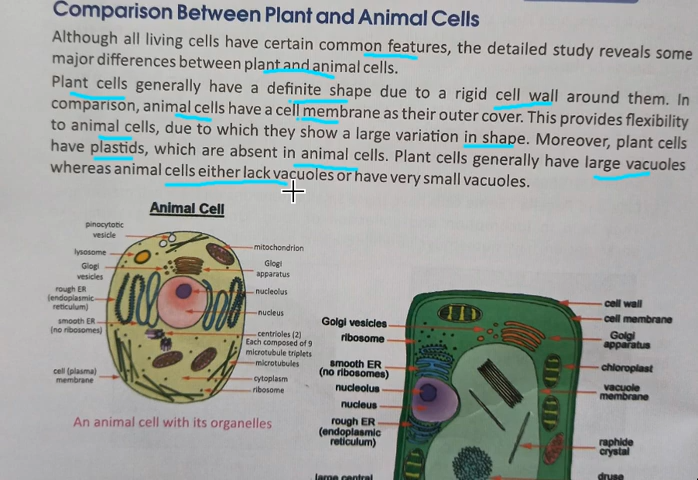 Comparison Between Plant and Animal Cells
Although all living cells have certain common features, the detailed study reveals some
major differences between plant and animal cells.
Plant cells generally have a definite shape due to a rigid cell wall around them. In
comparison, animal cells have a cell membrane as their outer cover. This provides flexibility
to animal cells, due to which they show a large variation in shape. Moreover, plant cells
have plastids, which are absent in animal cells. Plant cells generally have large vacuoles
whereas animal cells either lack vacuoles or have very small vacuoles.
Animal Cell
pinocytotic
vesicle
lysosome
Glogi
vesicles
rough ER
(endoplasmic
reticulum)
smooth ER
(no ribosomes)
cell (plasma)
membrane
mitochondrion
Glogi
apparatus
nucleolus
nucleus
centrioles (2)
Each composed of 9
microtubule triplets
microtubules
cytoplasm
ribosome
An animal cell with its organelles
Golgi vesicles
ribosome
smooth ER
(no ribosomes)
nucleolus
nucleus
rough ER
(endoplasmic
reticulum)
large central
cell wall
cell membrane
Golgi
apparatus
chloroplast
vacuole
membrane
raphide
crystal
druse